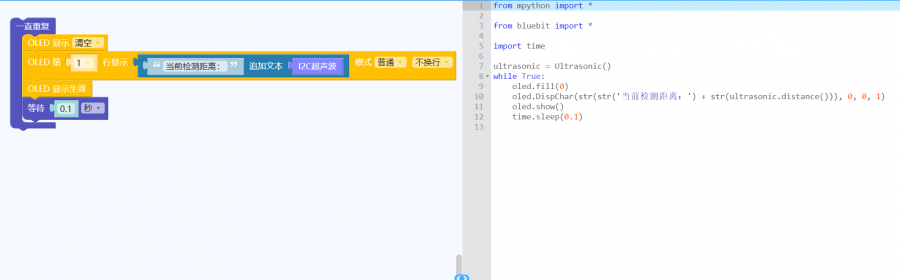 一直重复
OLED 显示 清空
OLED 第 1 行显示 “ 当前检测距离： ” 追加文本 I2C超声波 模式 普通 不换行
OLED 显示生效
等待 0.1 秒
1 from mpython import *
2
3 from bluebit import *
4
5 import time
6
7 ultrasonic = Ultrasonic()
8 while True:
9     oled.fill(0)
10     oled.DispChar(str(str('当前检测距离：') + str(ultrasonic.distance())), 0, 0, 1)
11     oled.show()
12     time.sleep(0.1)
13